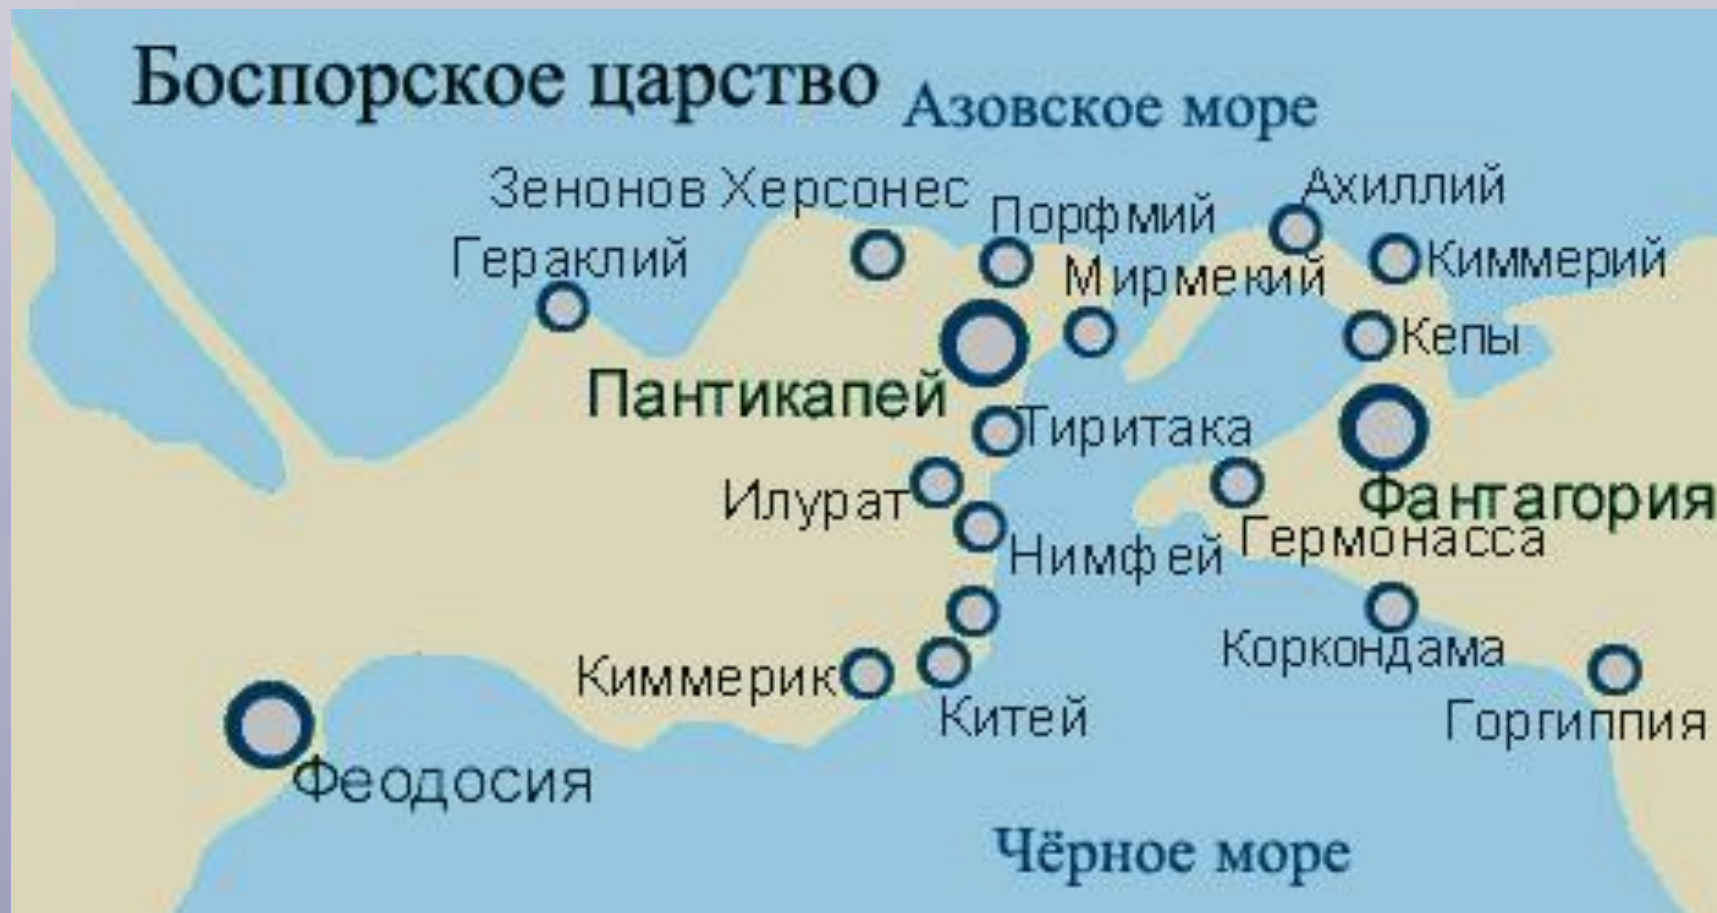 Боспорское царство
Азовское море
Зенонов Херсонес
Ахиллий
Порфмий
Гераклий
Киммерий
Мирмекий
Кепы
Пантикапей
Тиритака
Илурат
Фантагория
Гермонасса
Нимфей
Коркондама
Киммерик
Китей
Горгиппия
Феодосия
Чёрное море